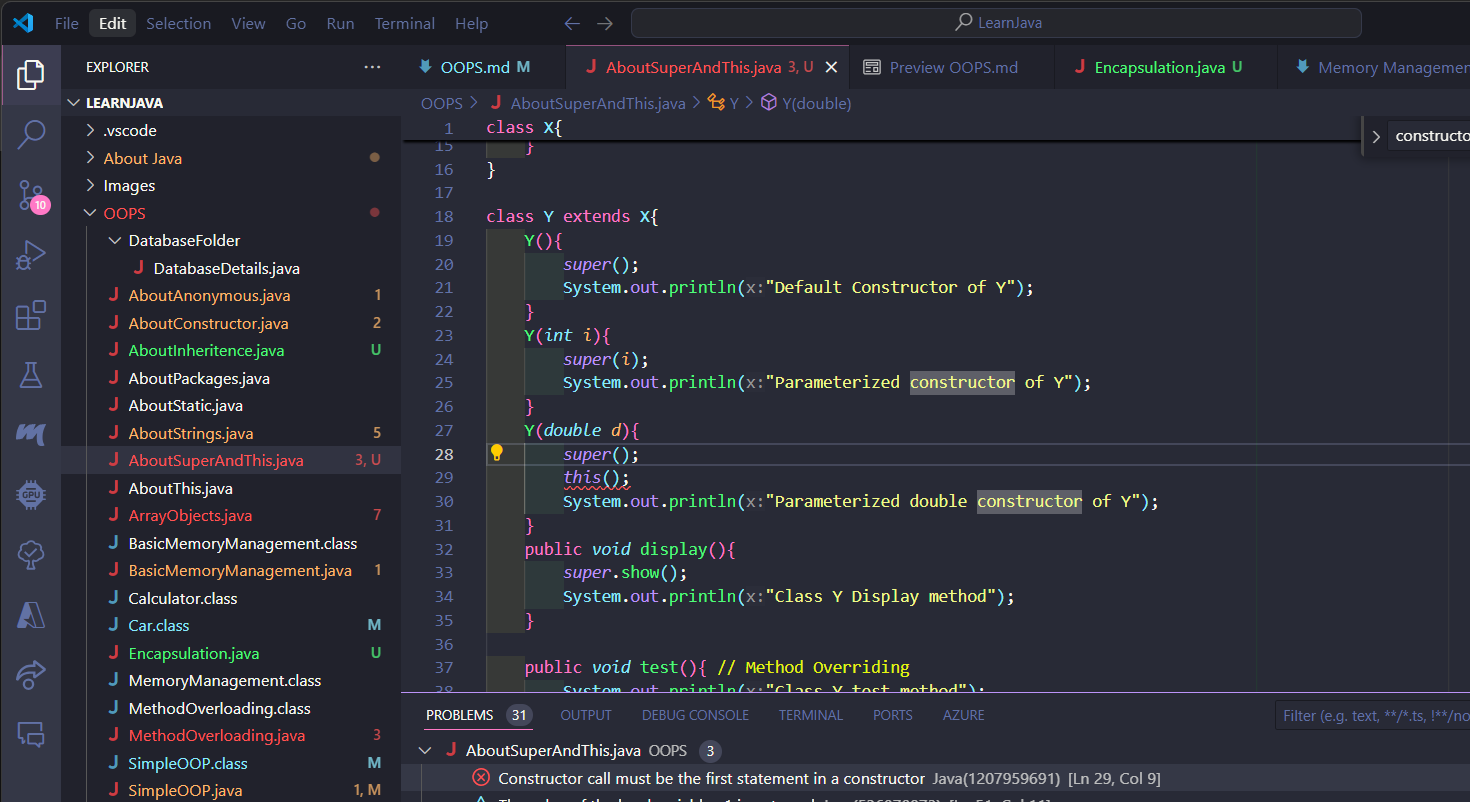 File Edit Selection View Go Run Terminal Help LearnJava
EXPLORER
OOPS.md M AboutSuperAndThis.java 3, U Preview OOPS.md Encapsulation.java U Memory Managemen
LEARNJAVA
.vscode
About Java
Images
OOPS
DatabaseFolder
DatabaseDetails.java
AboutAnonymous.java 1
AboutConstructor.java 2
AboutInheritence.java U
AboutPackages.java
AboutStatic.java
AboutStrings.java 5
AboutSuperAndThis.java 3, U
AboutThis.java
ArrayObjects.java 7
BasicMemoryManagement.class
BasicMemoryManagement.java 1
Calculator.class
Car.class M
Encapsulation.java U
MemoryManagement.class
MethodOverloading.class
MethodOverloading.java 3
SimpleOOP.class M
SimpleOOP.java 1, M
10
GPU
OOPS > AboutSuperAndThis.java > Y > Y(double)
constructo
1 class X{
15 }
16 }
17
18 class Y extends X{
19 Y(){
20 super();
21 System.out.println(x:"Default Constructor of Y");
22 }
23 Y(int i){
24 super(i);
25 System.out.println(x:"Parameterized constructor of Y");
26 }
27 Y(double d){
28 super();
29 this();
30 System.out.println(x:"Parameterized double constructor of Y");
31 }
32 public void display(){
33 super.show();
34 System.out.println(x:"Class Y Display method");
35 }
36
37 public void test(){ // Method Overriding
38 System.out.println(x:"Class Y test method");
PROBLEMS 31 OUTPUT DEBUG CONSOLE TERMINAL PORTS AZURE Filter (e.g. text, **/*.ts, !**/no
AboutSuperAndThis.java OOPS 3
Constructor call must be the first statement in a constructor Java(1207959691) [Ln 29, Col 9]